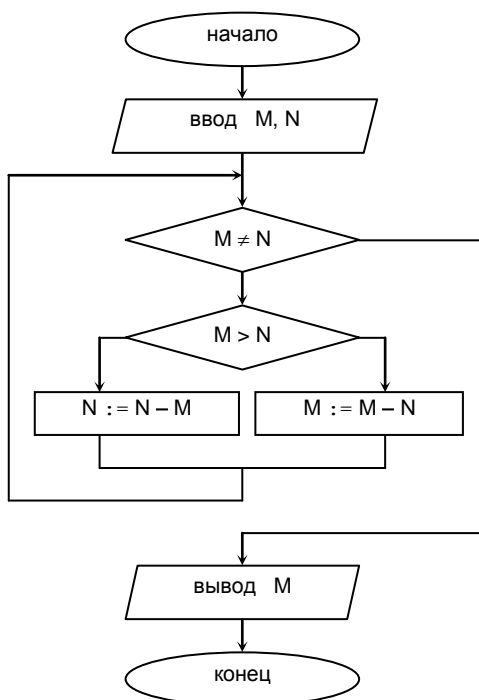 начало
ввод M, N
M ≠ N
M > N
N := N – M
M := M – N
вывод M
конец